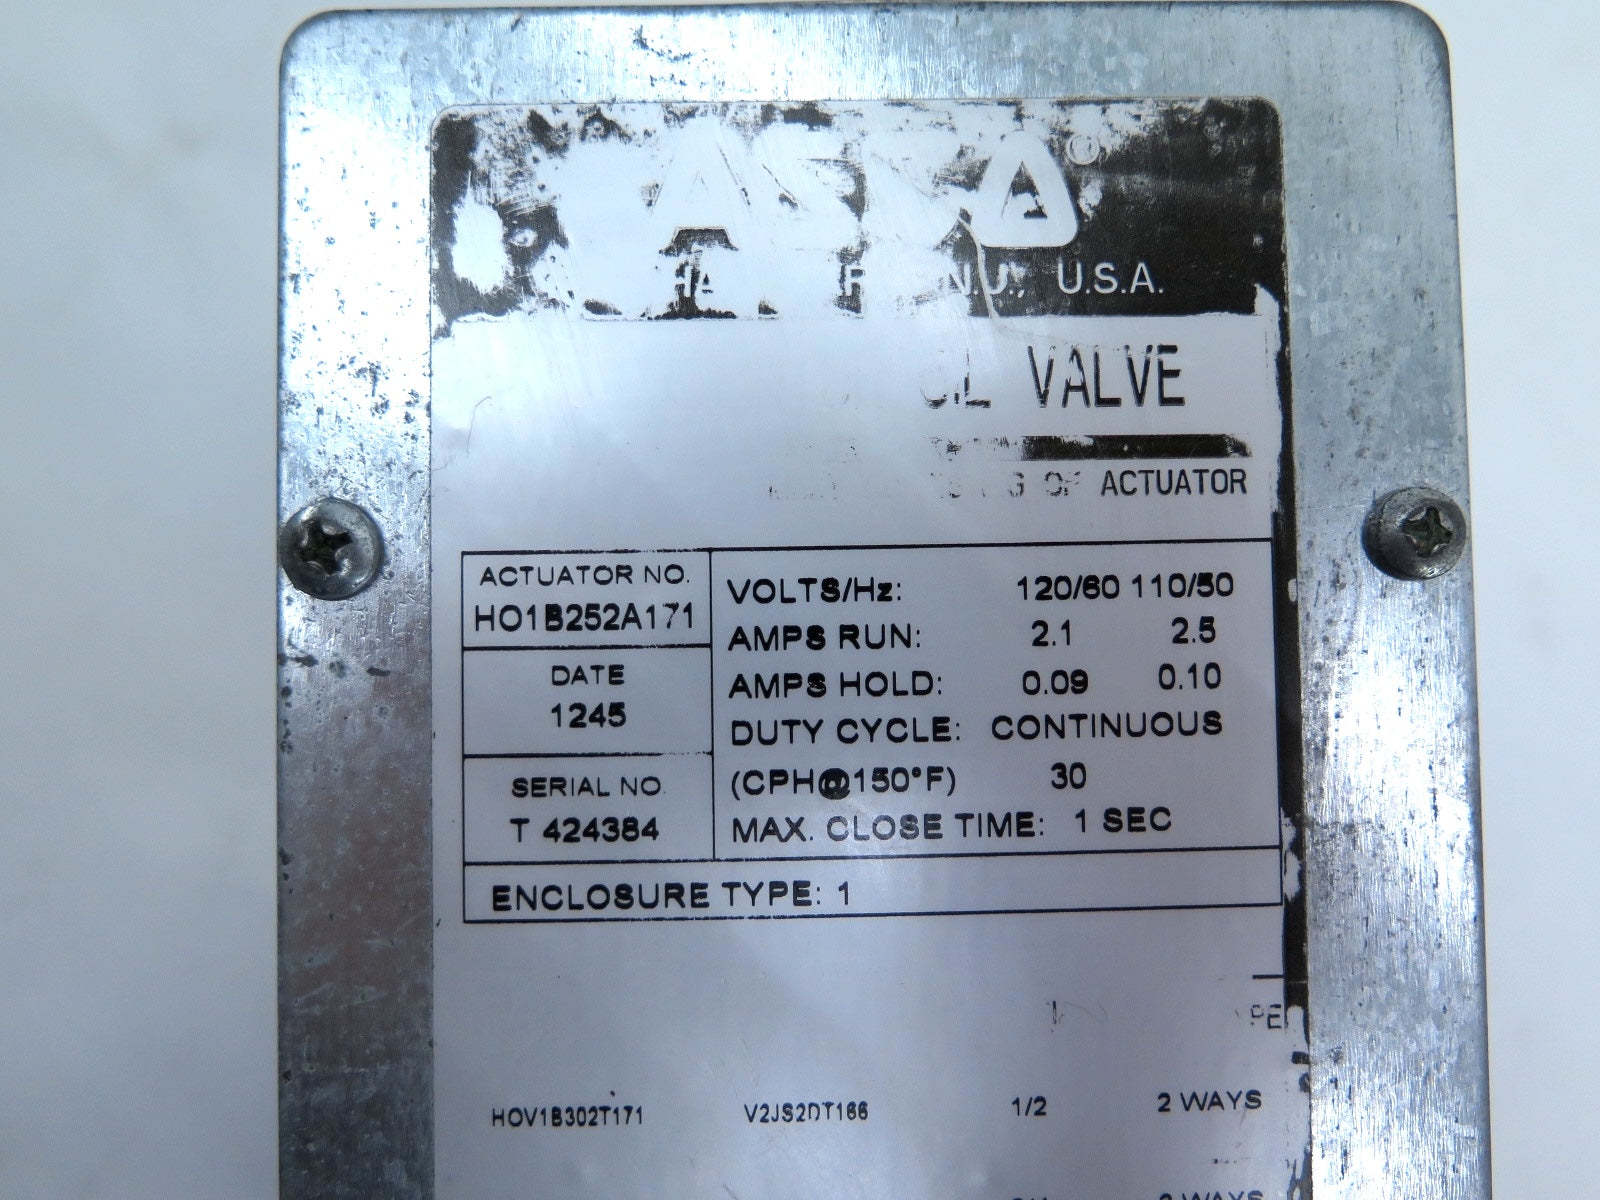 ASCO®
N.J., U.S.A.
VALVE
OF ACTUATOR
ACTUATOR NO.
HO1B252A171
DATE
1245
SERIAL NO.
T 424384
VOLTS/Hz: 120/60 110/50
AMPS RUN: 2.1 2.5
AMPS HOLD: 0.09 0.10
DUTY CYCLE: CONTINUOUS
(CPH@150°F) 30
MAX. CLOSE TIME: 1 SEC
ENCLOSURE TYPE: 1
HOV1B302T171 V2JS2DT166 1/2 2 WAYS